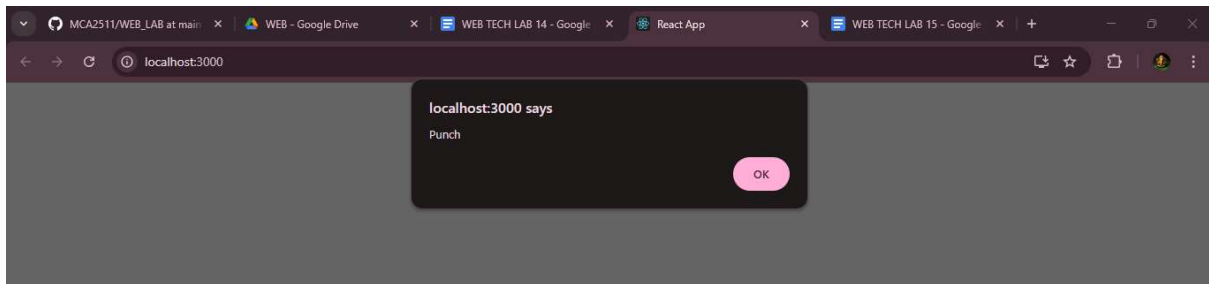 MCA2511/WEB_LAB at main
WEB - Google Drive
WEB TECH LAB 14 - Google
React App
WEB TECH LAB 15 - Google
localhost:3000
localhost:3000 says
Punch
OK